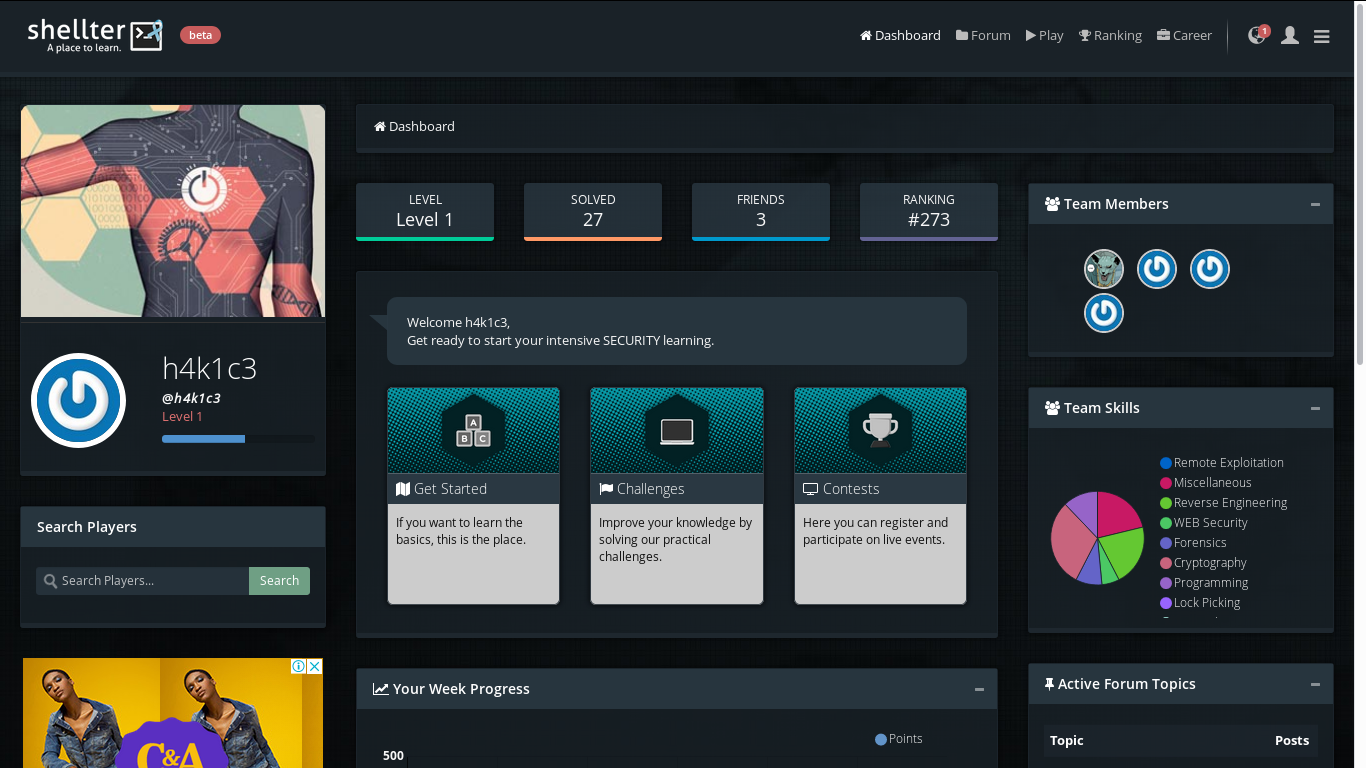 shellter
A place to learn.
beta
Dashboard
Forum
Play
Ranking
Career
1
Dashboard
LEVEL
Level 1
SOLVED
27
FRIENDS
3
RANKING
#273
h4k1c3
@h4k1c3
Level 1
Search Players
Search Players...
Search
C&A
Welcome h4k1c3,
Get ready to start your intensive SECURITY learning.
A
B C
Get Started
If you want to learn the
basics, this is the place.
Challenges
Improve your knowledge by
solving our practical
challenges.
Contests
Here you can register and
participate on live events.
Your Week Progress
Points
500
Team Members
Team Skills
Remote Exploitation
Miscellaneous
Reverse Engineering
WEB Security
Forensics
Cryptography
Programming
Lock Picking
Active Forum Topics
Topic
Posts